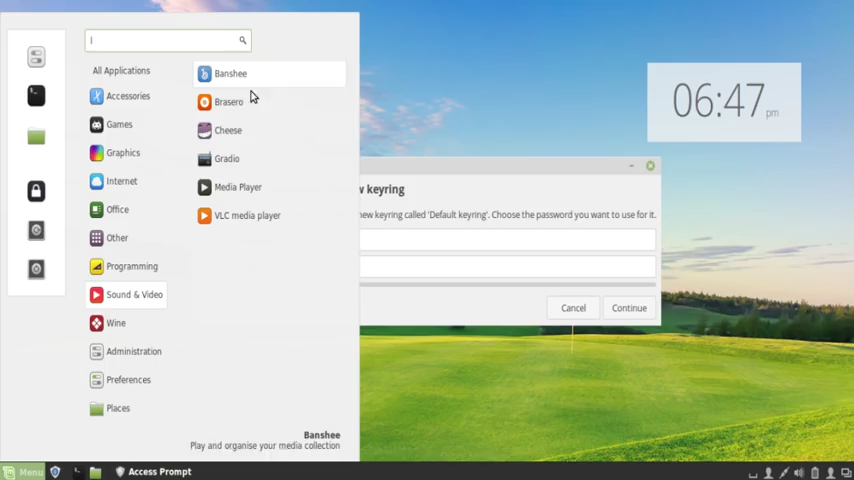 All Applications
Accessories
Games
Graphics
Internet
Office
Other
Programming
Sound & Video
Wine
Administration
Preferences
Places
Banshee
Brasero
Cheese
Gradio
Media Player
VLC media player
Banshee
Play and organise your media collection
w keyring
new keyring called 'Default keyring'. Choose the password you want to use for it.
Cancel
Continue
06:47 pm
Menu
Access Prompt